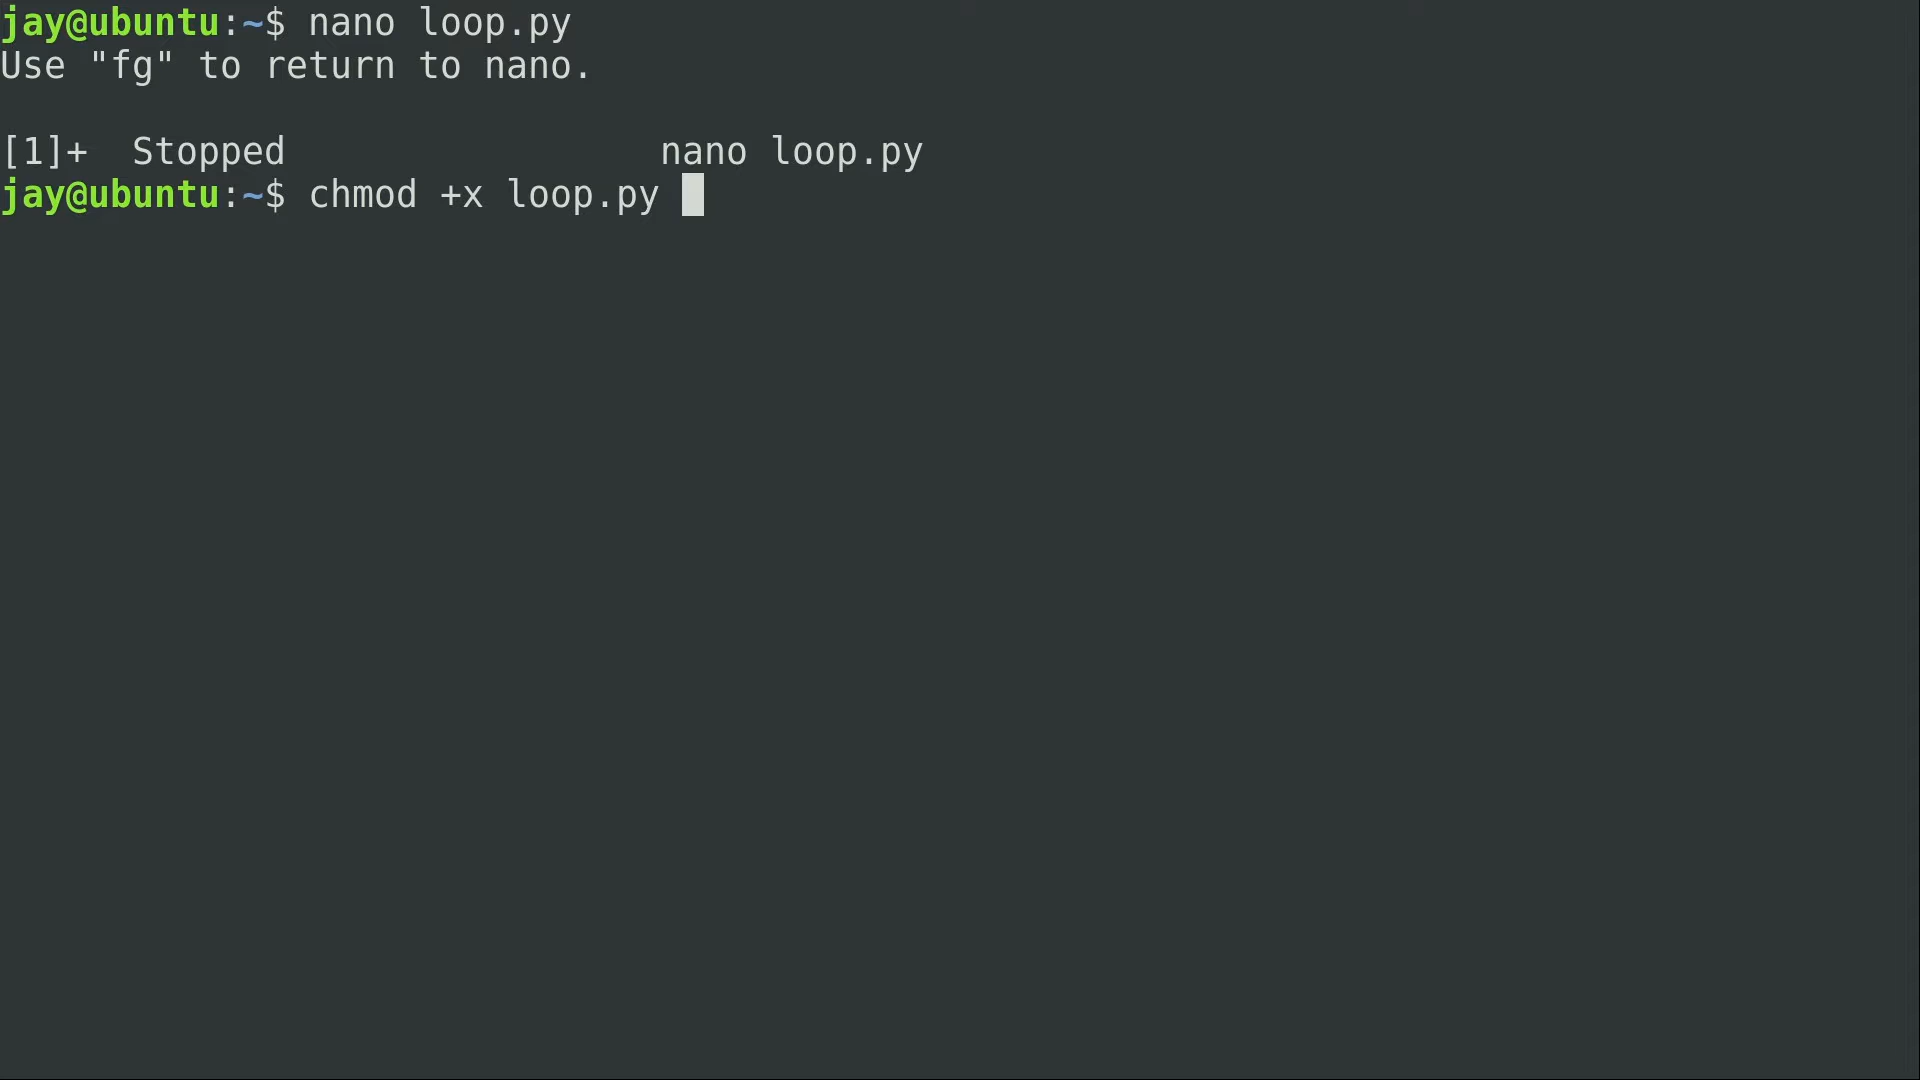 jay@ubuntu:~$ nano loop.py
Use "fg" to return to nano.
[1]+  Stopped                 nano loop.py
jay@ubuntu:~$ chmod +x loop.py